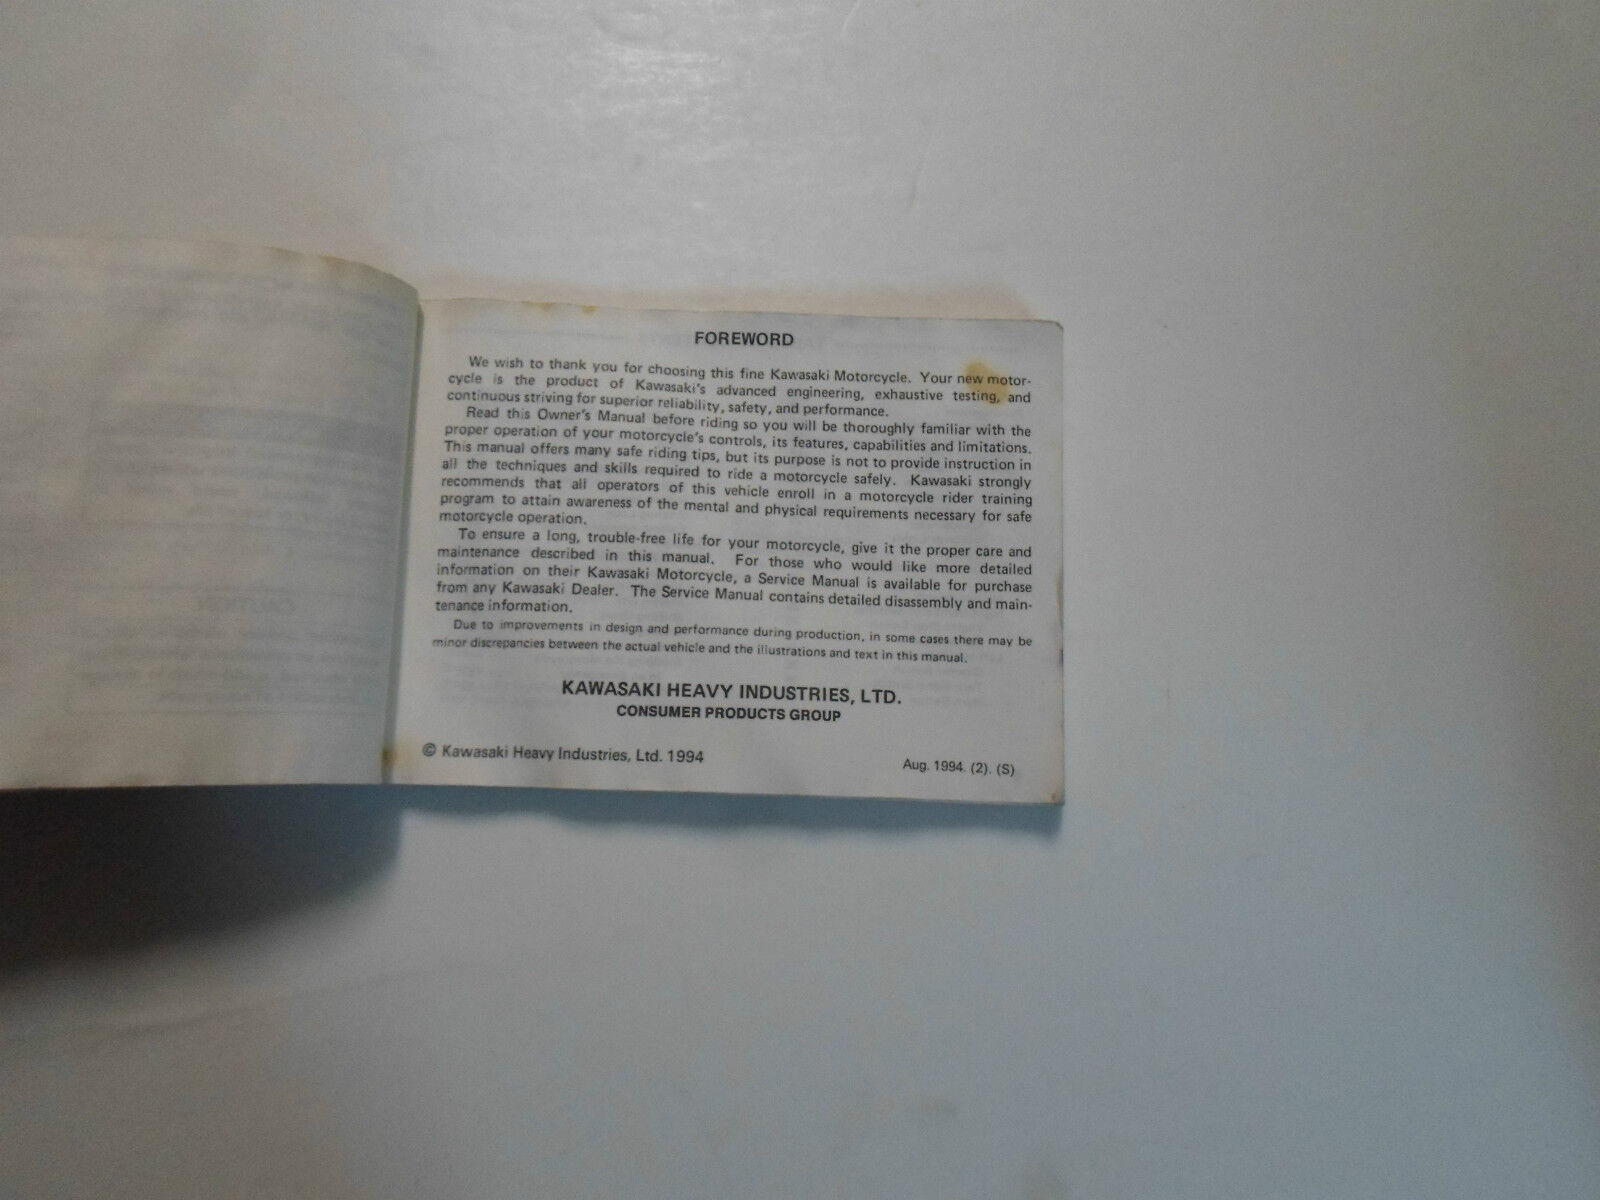 FOREWORD
We wish to thank you for choosing this fine Kawasaki Motorcycle. Your new motor-
cycle is the product of Kawasaki's advanced engineering, exhaustive testing, and
continuous striving for superior reliability, safety, and performance.
Read this Owner's Manual before riding so you will be thoroughly familiar with the
proper operation of your motorcycle's controls, its features, capabilities and limitations.
This manual offers many safe riding tips, but its purpose is not to provide instruction in
all the techniques and skills required to ride a motorcycle safely. Kawasaki strongly
recommends that all operators of this vehicle enroll in a motorcycle rider training
program to attain awareness of the mental and physical requirements necessary for safe
motorcycle operation.
To ensure a long, trouble-free life for your motorcycle, give it the proper care and
maintenance described in this manual. For those who would like more detailed
information on their Kawasaki Motorcycle, a Service Manual is available for purchase
from any Kawasaki Dealer. The Service Manual contains detailed disassembly and main-
tenance information.
Due to improvements in design and performance during production, in some cases there may be
minor discrepancies between the actual vehicle and the illustrations and text in this manual.
KAWASAKI HEAVY INDUSTRIES, LTD.
CONSUMER PRODUCTS GROUP
© Kawasaki Heavy Industries, Ltd. 1994
Aug. 1994. (2). (S)